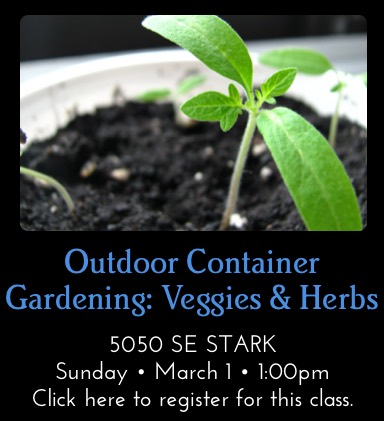 Outdoor Container
Gardening: Veggies & Herbs
5050 SE STARK
Sunday • March 1 • 1:00pm
Click here to register for this class.